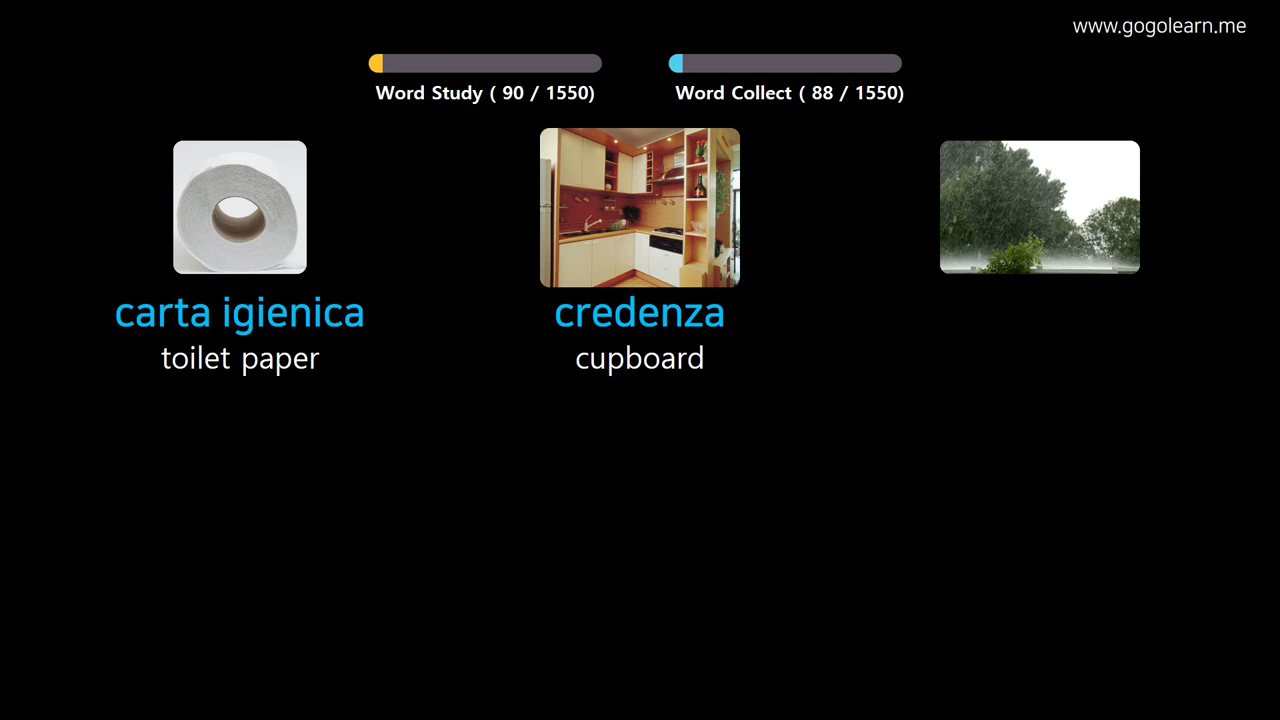 www.gogolearn.me
Word Study ( 90 / 1550)
Word Collect ( 88 / 1550)
carta igienica
toilet paper
credenza
cupboard